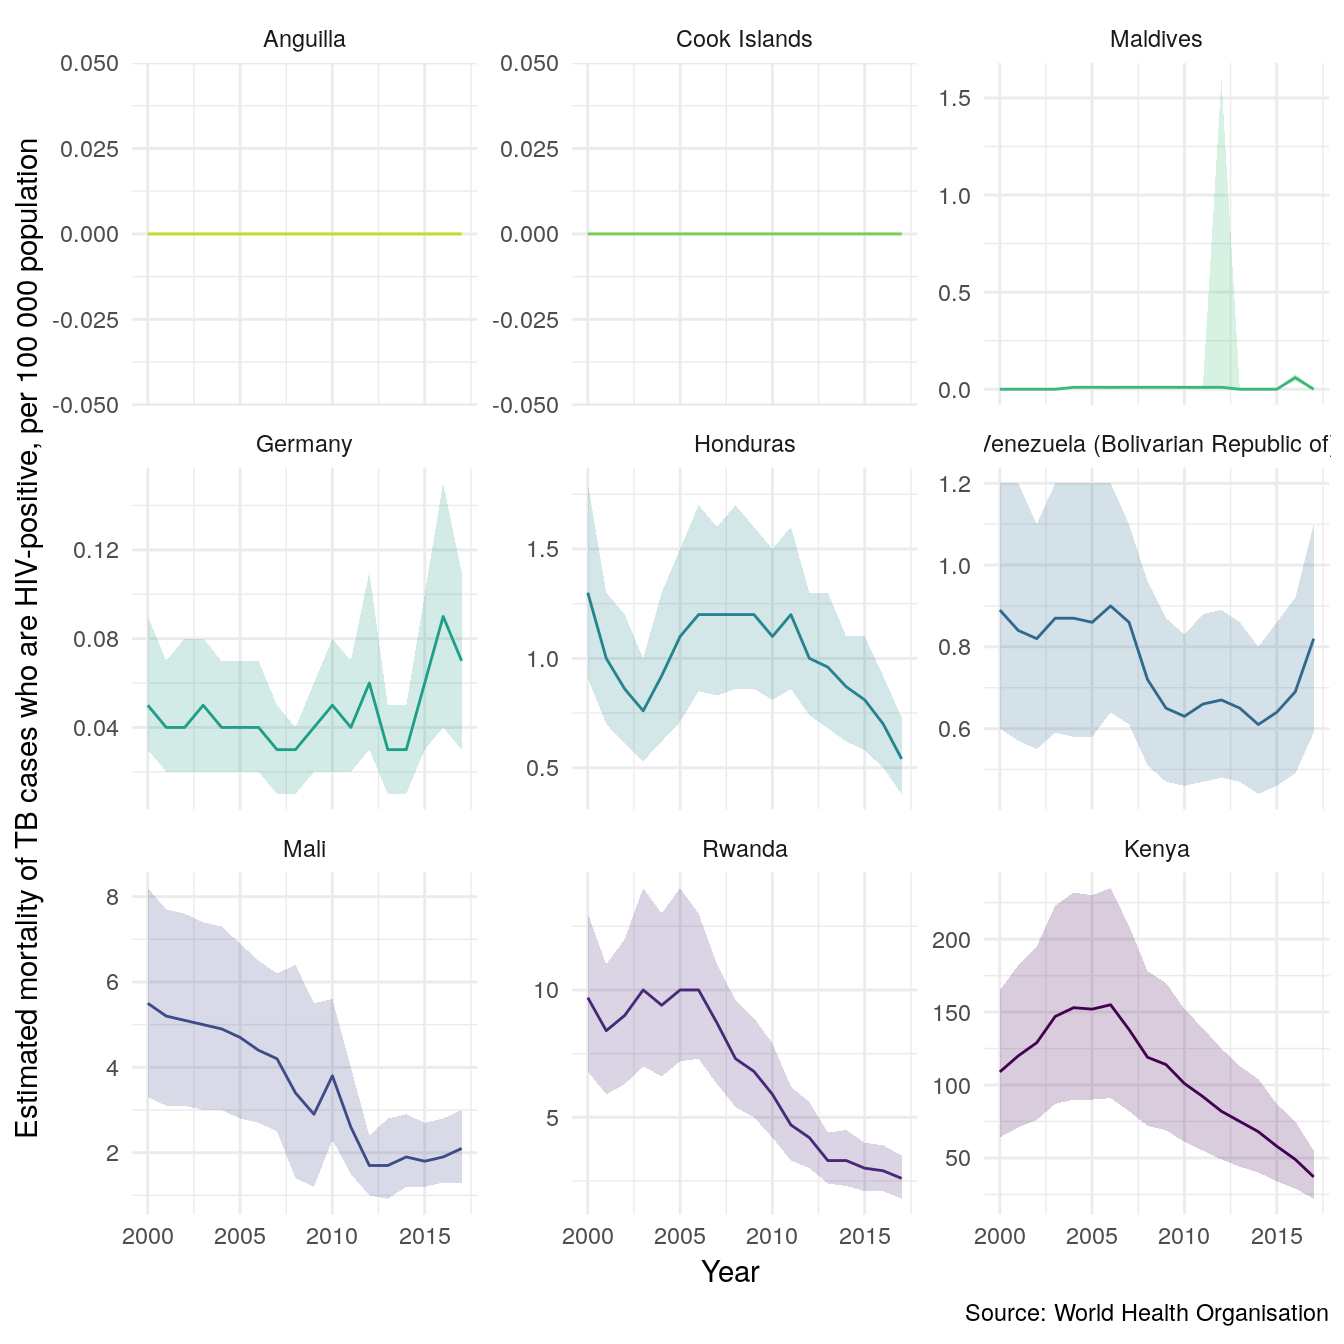 Anguilla
Cook Islands
Maldives
0.050
0.025
0.000
-0.025
-0.050
0.050
0.025
0.000
-0.025
-0.050
1.5
1.0
0.5
0.0
Germany
Honduras
Venezuela (Bolivarian Republic of)
0.12
0.08
0.04
1.5
1.0
0.5
1.2
1.0
0.8
0.6
Mali
Rwanda
Kenya
8
6
4
2
10
5
200
150
100
50
2000 2005 2010 2015
2000 2005 2010 2015
2000 2005 2010 2015
Estimated mortality of TB cases who are HIV-positive, per 100 000 population
Year
Source: World Health Organisation